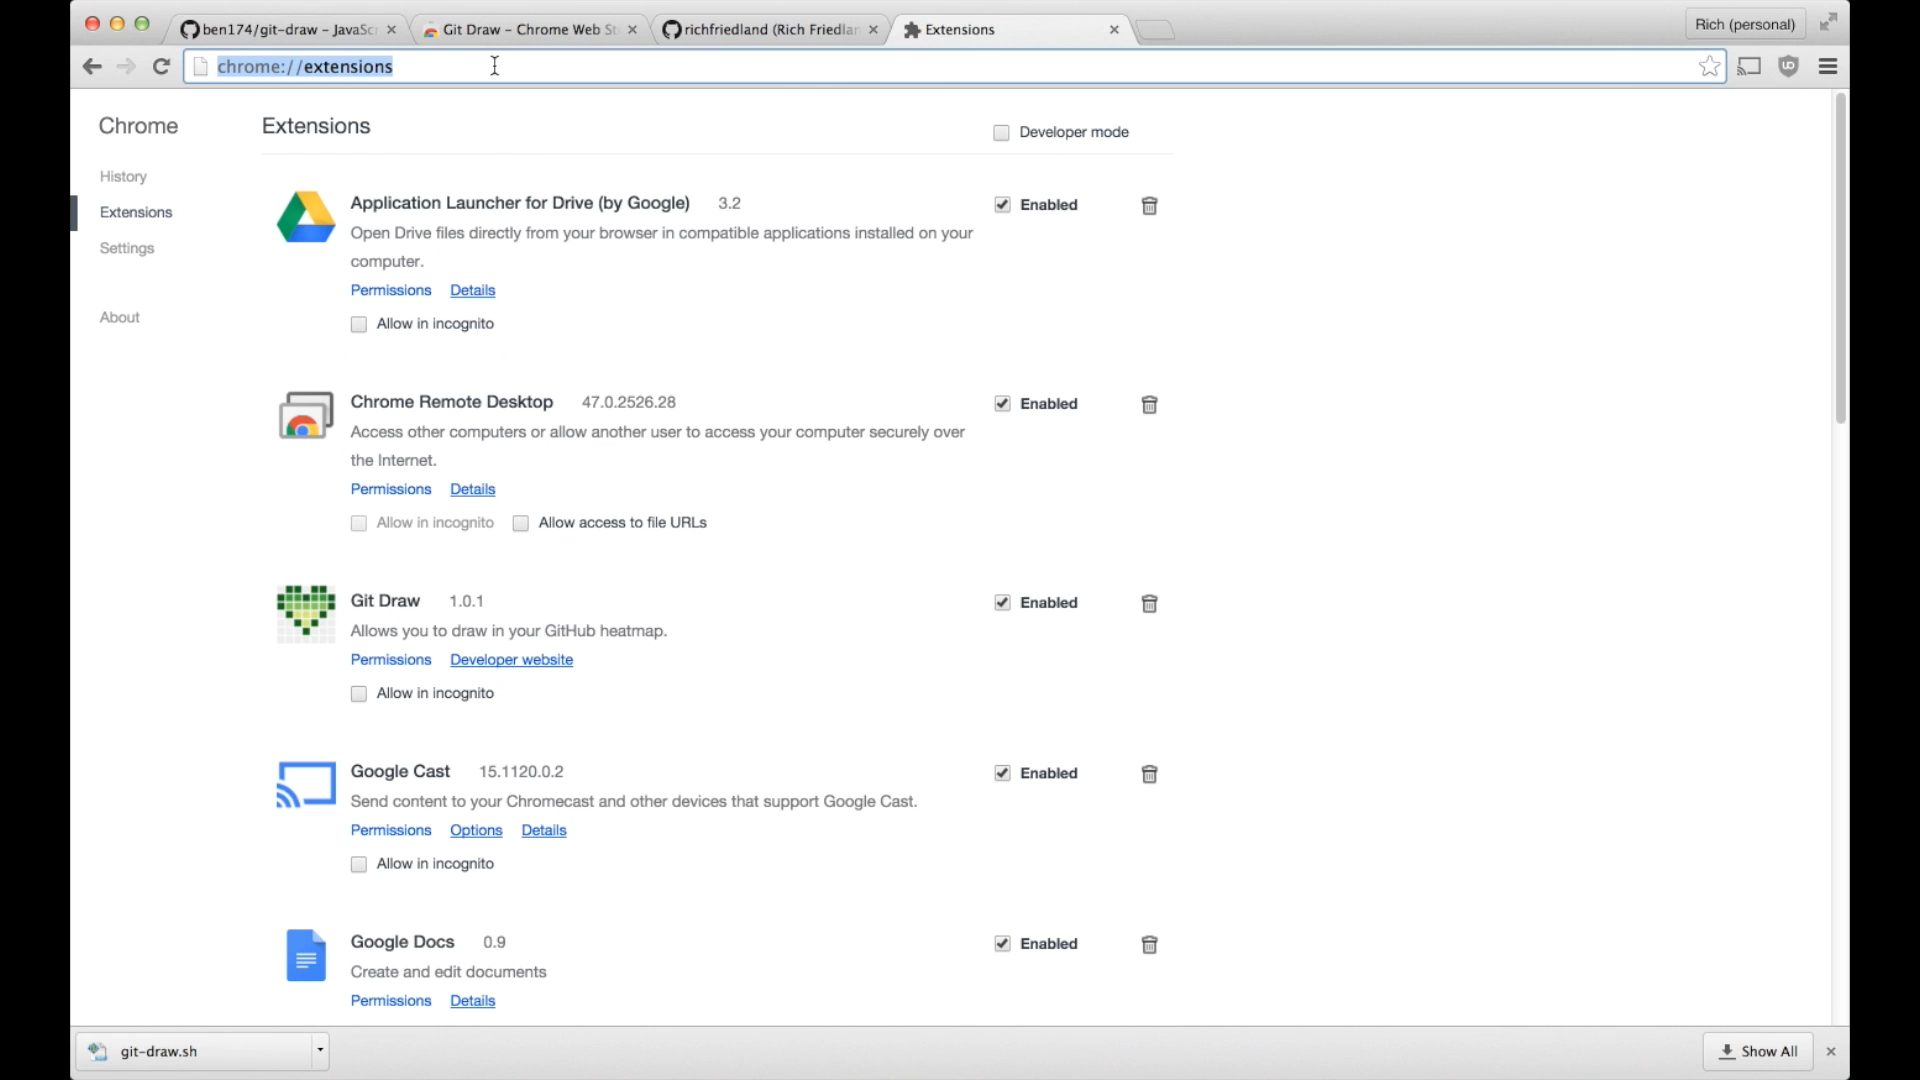 ben174/git-draw – JavaSc
Git Draw – Chrome Web St
richfriedland (Rich Friedlan
Extensions
Rich (personal)
chrome://extensions
Chrome
History
Extensions
Settings
About
Extensions
Developer mode
Application Launcher for Drive (by Google) 3.2
Enabled
Open Drive files directly from your browser in compatible applications installed on your
computer.
Permissions Details
Allow in incognito
Chrome Remote Desktop 47.0.2526.28
Enabled
Access other computers or allow another user to access your computer securely over
the Internet.
Permissions Details
Allow in incognito Allow access to file URLs
Git Draw 1.0.1
Enabled
Allows you to draw in your GitHub heatmap.
Permissions Developer website
Allow in incognito
Google Cast 15.1120.0.2
Enabled
Send content to your Chromecast and other devices that support Google Cast.
Permissions Options Details
Allow in incognito
Google Docs 0.9
Enabled
Create and edit documents
Permissions Details
git-draw.sh
Show All